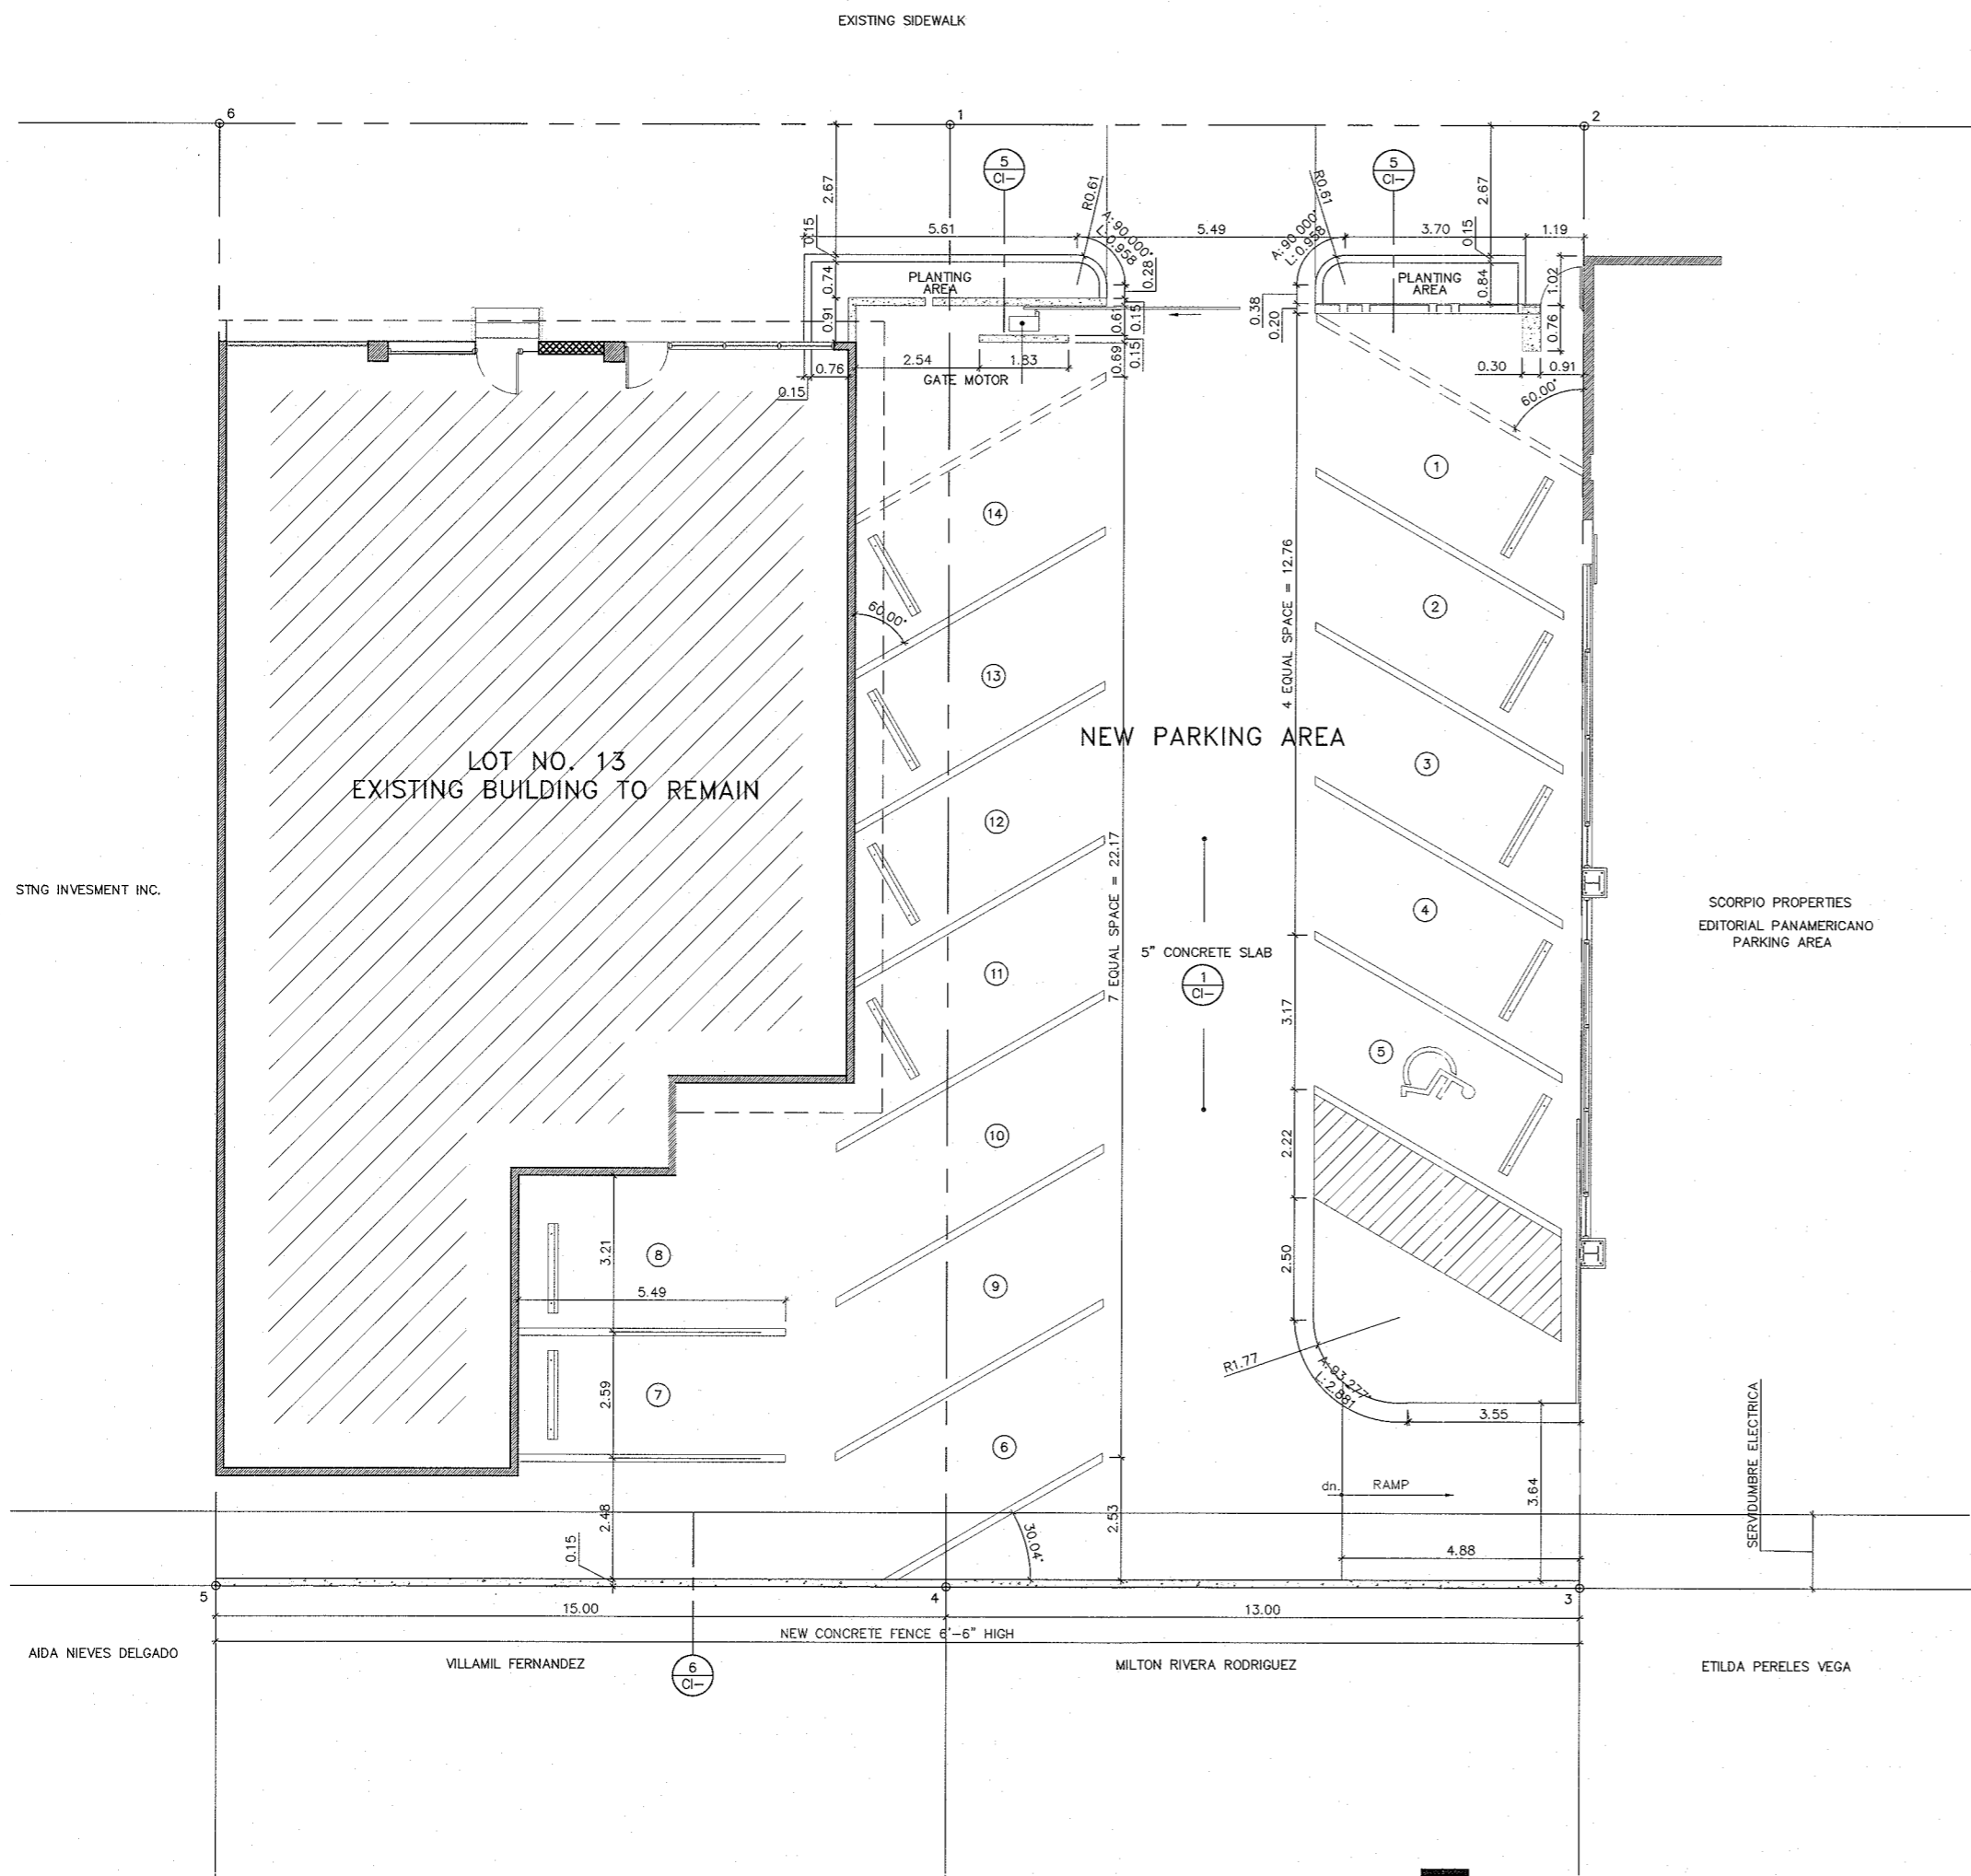 EXISTING SIDEWALK
6
1
2
5
CI-
5
CI-
2.67
2.67
R0.61
R0.61
0.15
5.61
A: 90.000°
L: 0.958
5.49
A: 90.000°
L: 0.958
3.70
0.15
1.19
PLANTING
AREA
PLANTING
AREA
0.74
0.28
0.84
1.02
0.91
0.61
0.15
0.38
0.20
0.76
0.76
2.54
1.83
0.69
0.15
0.30
0.91
GATE MOTOR
0.15
60.00°
1
14
2
60.00°
4 EQUAL SPACE = 12.76
13
NEW PARKING AREA
LOT NO. 13
EXISTING BUILDING TO REMAIN
3
12
7 EQUAL SPACE = 22.17
STNG INVESMENT INC.
4
SCORPIO PROPERTIES
EDITORIAL PANAMERICANO
PARKING AREA
5" CONCRETE SLAB
1
CI-
11
3.17
5
10
2.22
8
3.21
5.49
9
2.50
R1.77
A: 93.277°
L: 2.881
7
2.59
3.55
6
SERVIDUMBRE ELECTRICA
dn.
RAMP
3.64
2.48
2.53
30.04°
0.15
4.88
5
4
3
15.00
13.00
NEW CONCRETE FENCE 6'-6" HIGH
AIDA NIEVES DELGADO
VILLAMIL FERNANDEZ
6
CI-
MILTON RIVERA RODRIGUEZ
ETILDA PERELES VEGA